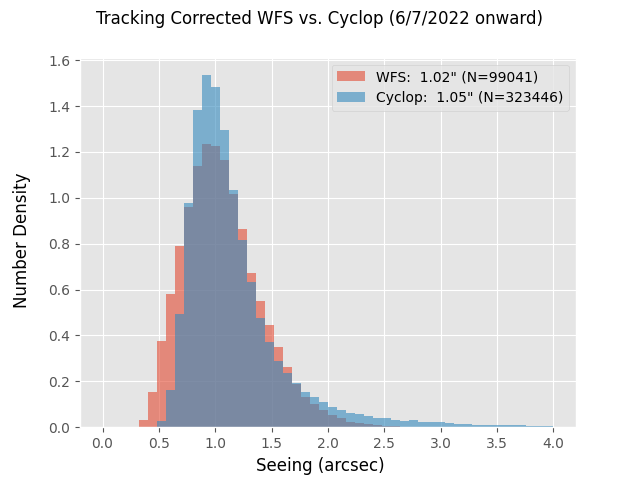 Tracking Corrected WFS vs. Cyclop (6/7/2022 onward)
WFS:  1.02" (N=99041)
Cyclop:  1.05" (N=323446)
Number Density
1.6
1.4
1.2
1.0
0.8
0.6
0.4
0.2
0.0
0.0 0.5 1.0 1.5 2.0 2.5 3.0 3.5 4.0
Seeing (arcsec)